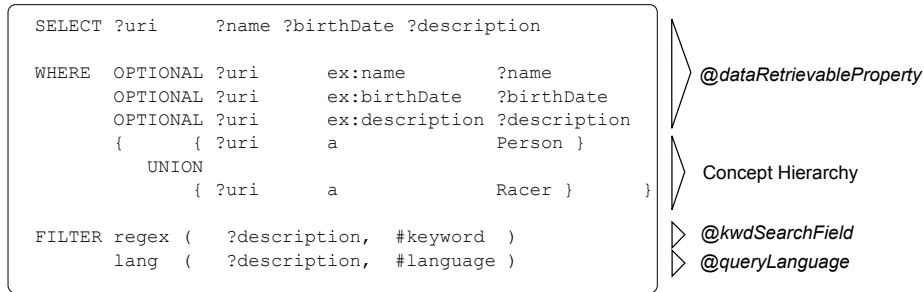 SELECT ?uri ?name ?birthDate ?description
WHERE OPTIONAL ?uri ex:name ?name
OPTIONAL ?uri ex:birthDate ?birthDate
OPTIONAL ?uri ex:description ?description
{ { ?uri a Person }
UNION
{ ?uri a Racer } }
FILTER regex ( ?description, #keyword )
lang ( ?description, #language )
@dataRetrievableProperty
Concept Hierarchy
@kwdSearchField
@queryLanguage